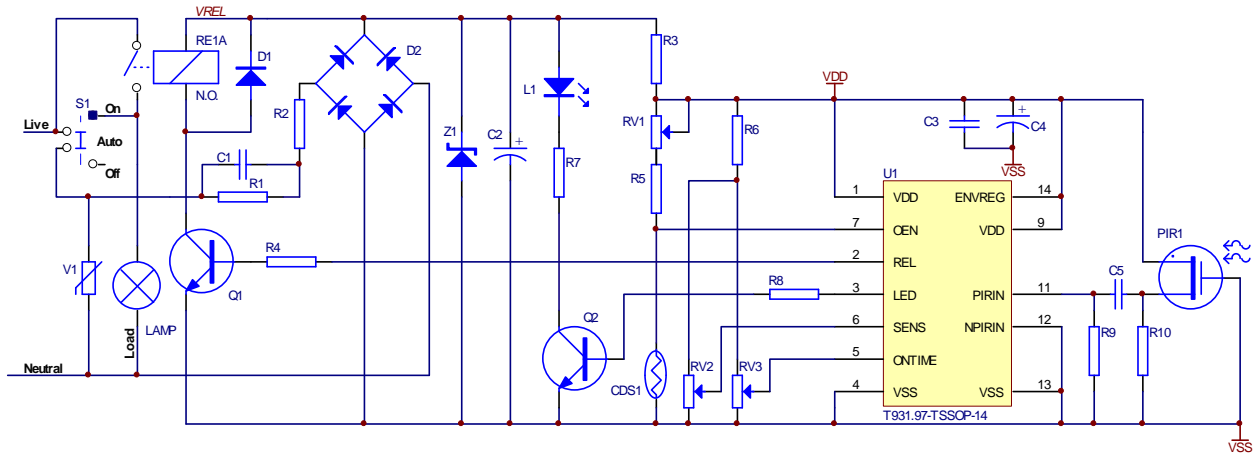 VREL
RE1A
D1
D2
R3
N.O.
S1
On
R2
L1
VDD
Live
Auto
Off
C1
R1
Z1
C2
+
R7
RV1
R5
R6
C3
+
C4
VSS
U1
1 VDD ENVREG 14
7 OEN VDD 9
2 REL
3 LED PIRIN 11
6 SENS NPIRIN 12
5 ONTIME
4 VSS VSS 13
T931.97-TSSOP-14
PIR1
C5
R9
R10
V1
LAMP
Load
Neutral
Q1
R4
R8
Q2
CDS1
RV2
RV3
VSS